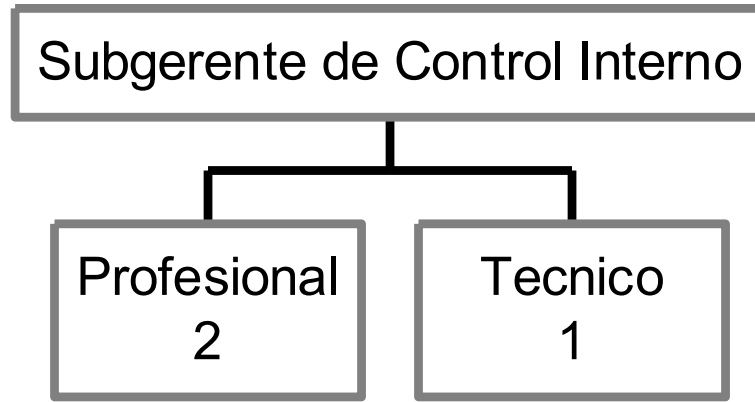 Subgerente de Control Interno
Profesional
2
Tecnico
1